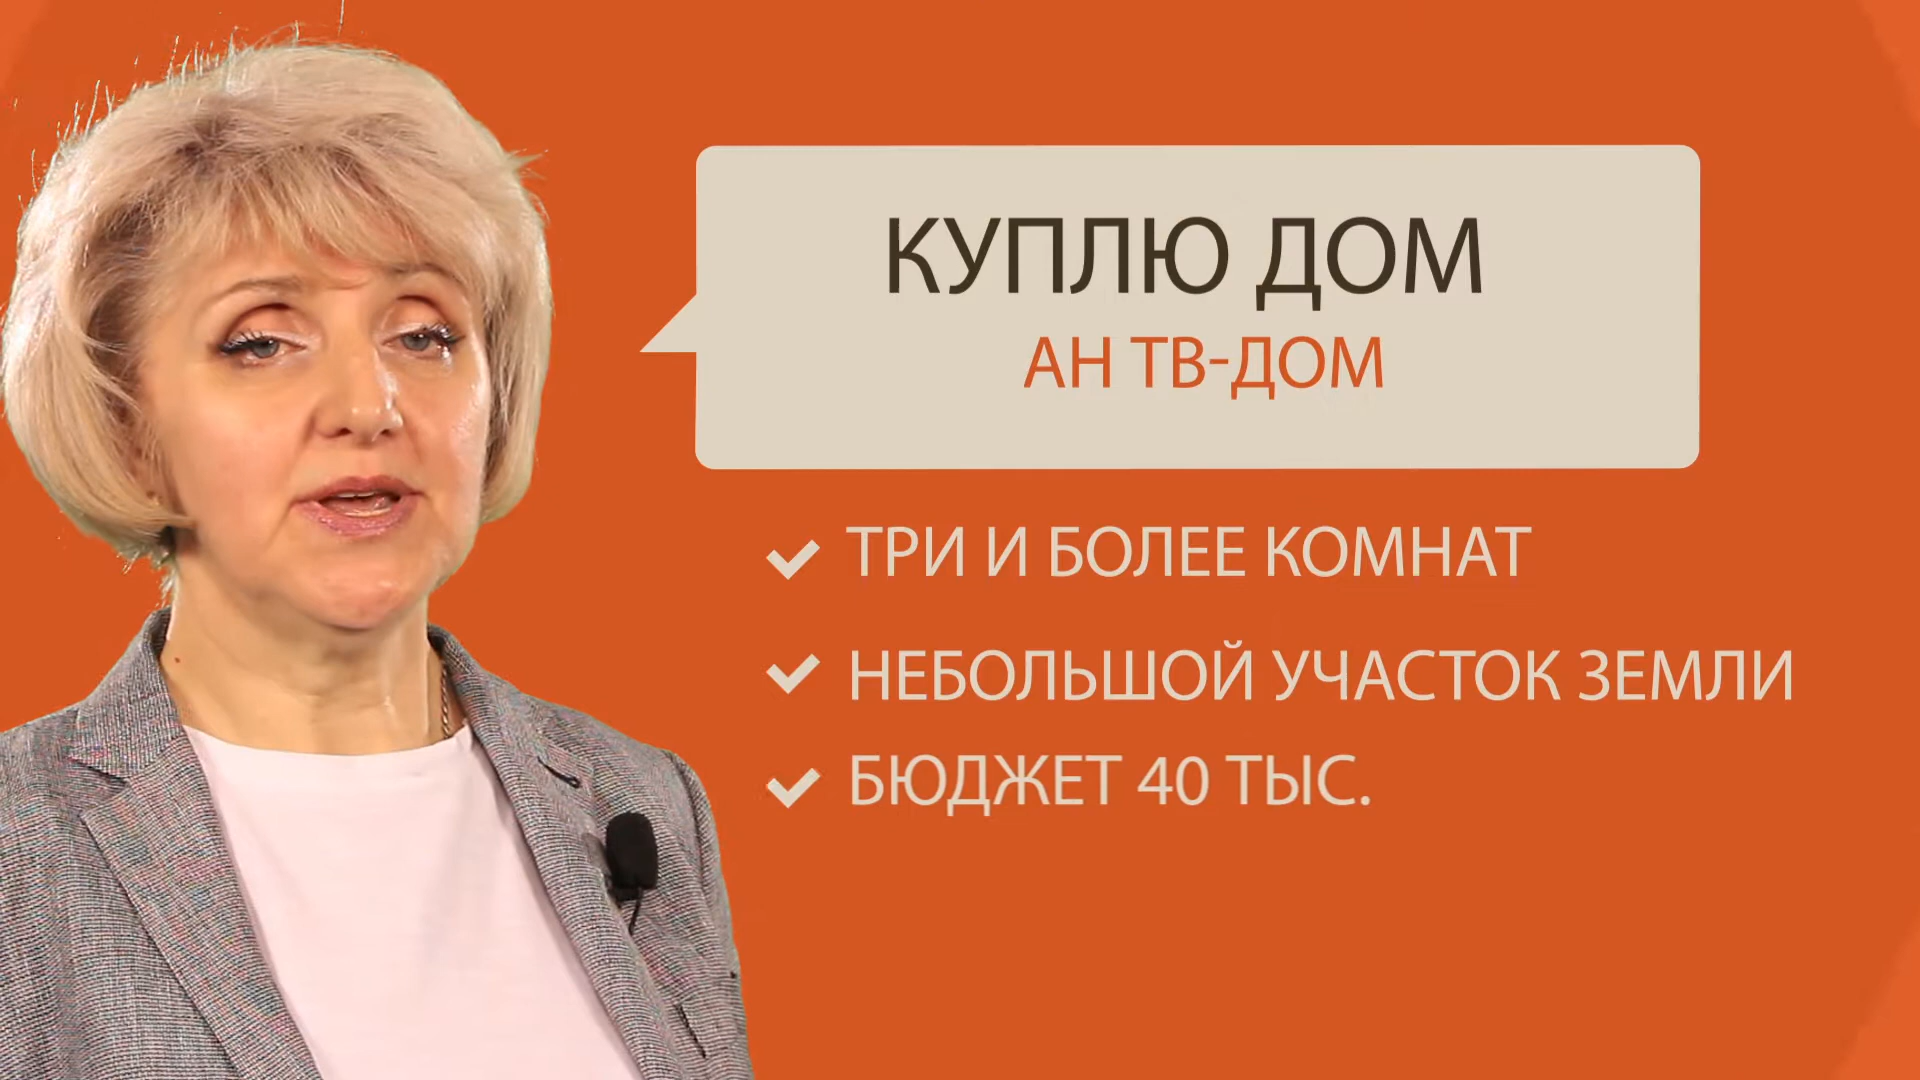 КУПЛЮ ДОМ
АН ТВ-ДОМ
ТРИ И БОЛЕЕ КОМНАТ
НЕБОЛЬШОЙ УЧАСТОК ЗЕМЛИ
БЮДЖЕТ 40 ТЫС.